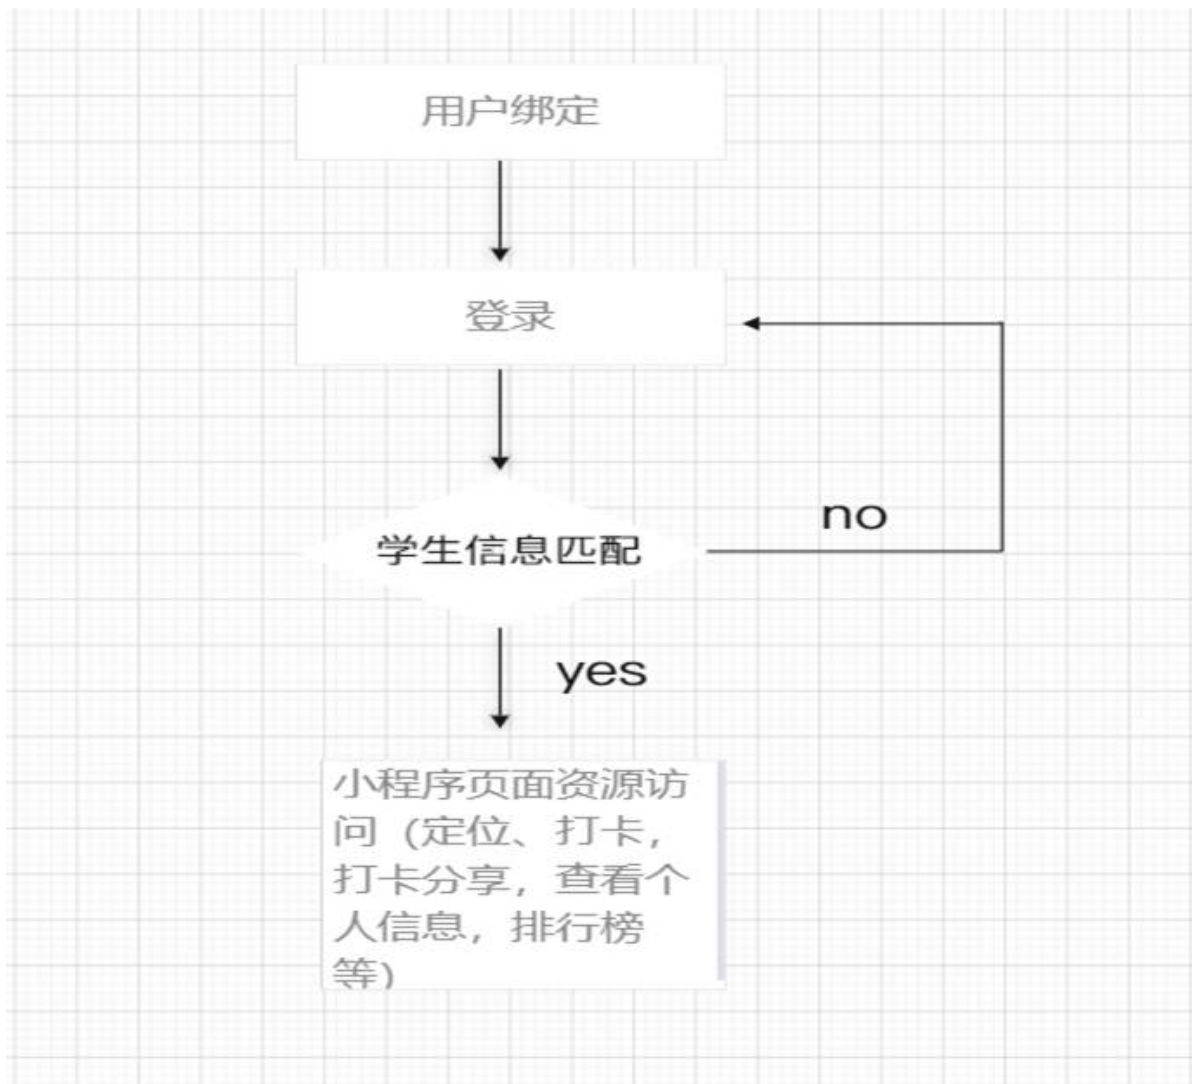 用户绑定
登录
学生信息匹配
no
yes
小程序页面资源访
问（定位、打卡，
打卡分享，查看个
人信息，排行榜
等）